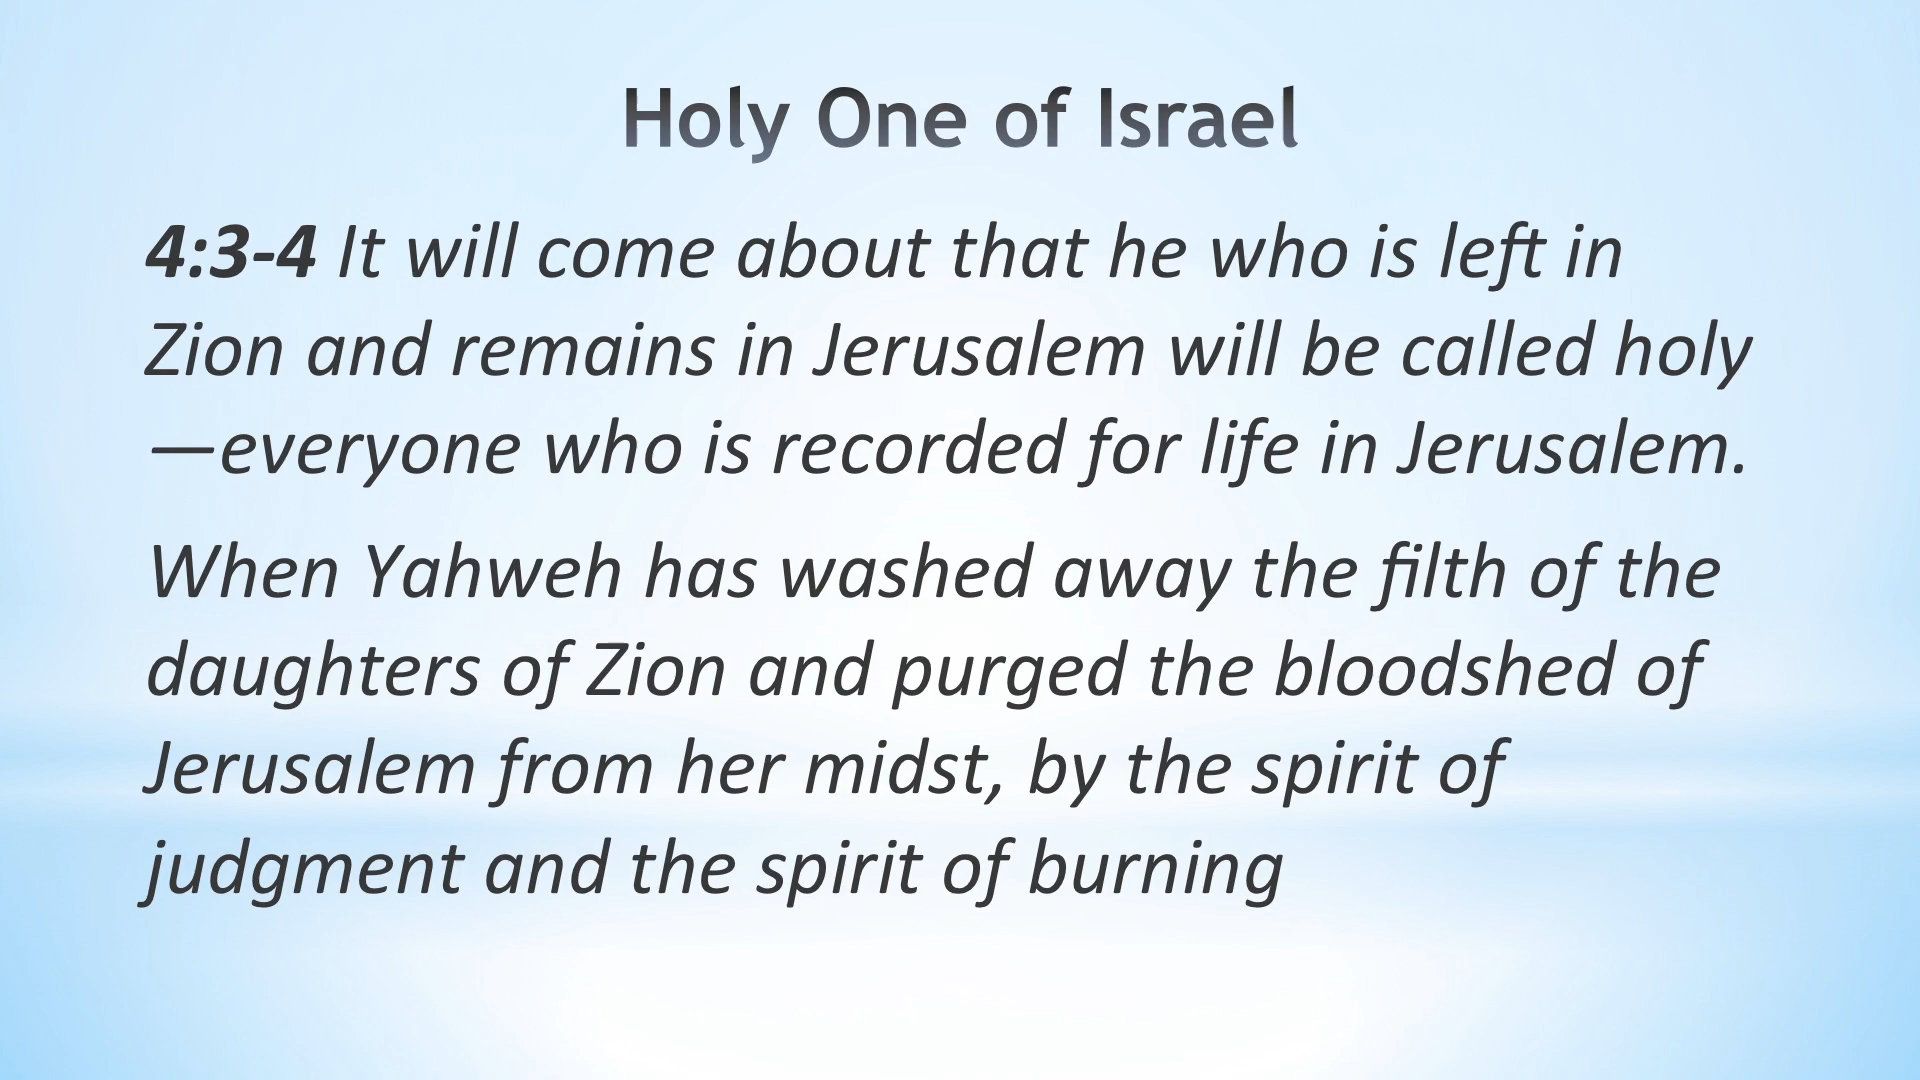 Holy One of Israel
4:3-4 It will come about that he who is left in
Zion and remains in Jerusalem will be called holy
—everyone who is recorded for life in Jerusalem.
When Yahweh has washed away the filth of the
daughters of Zion and purged the bloodshed of
Jerusalem from her midst, by the spirit of
judgment and the spirit of burning